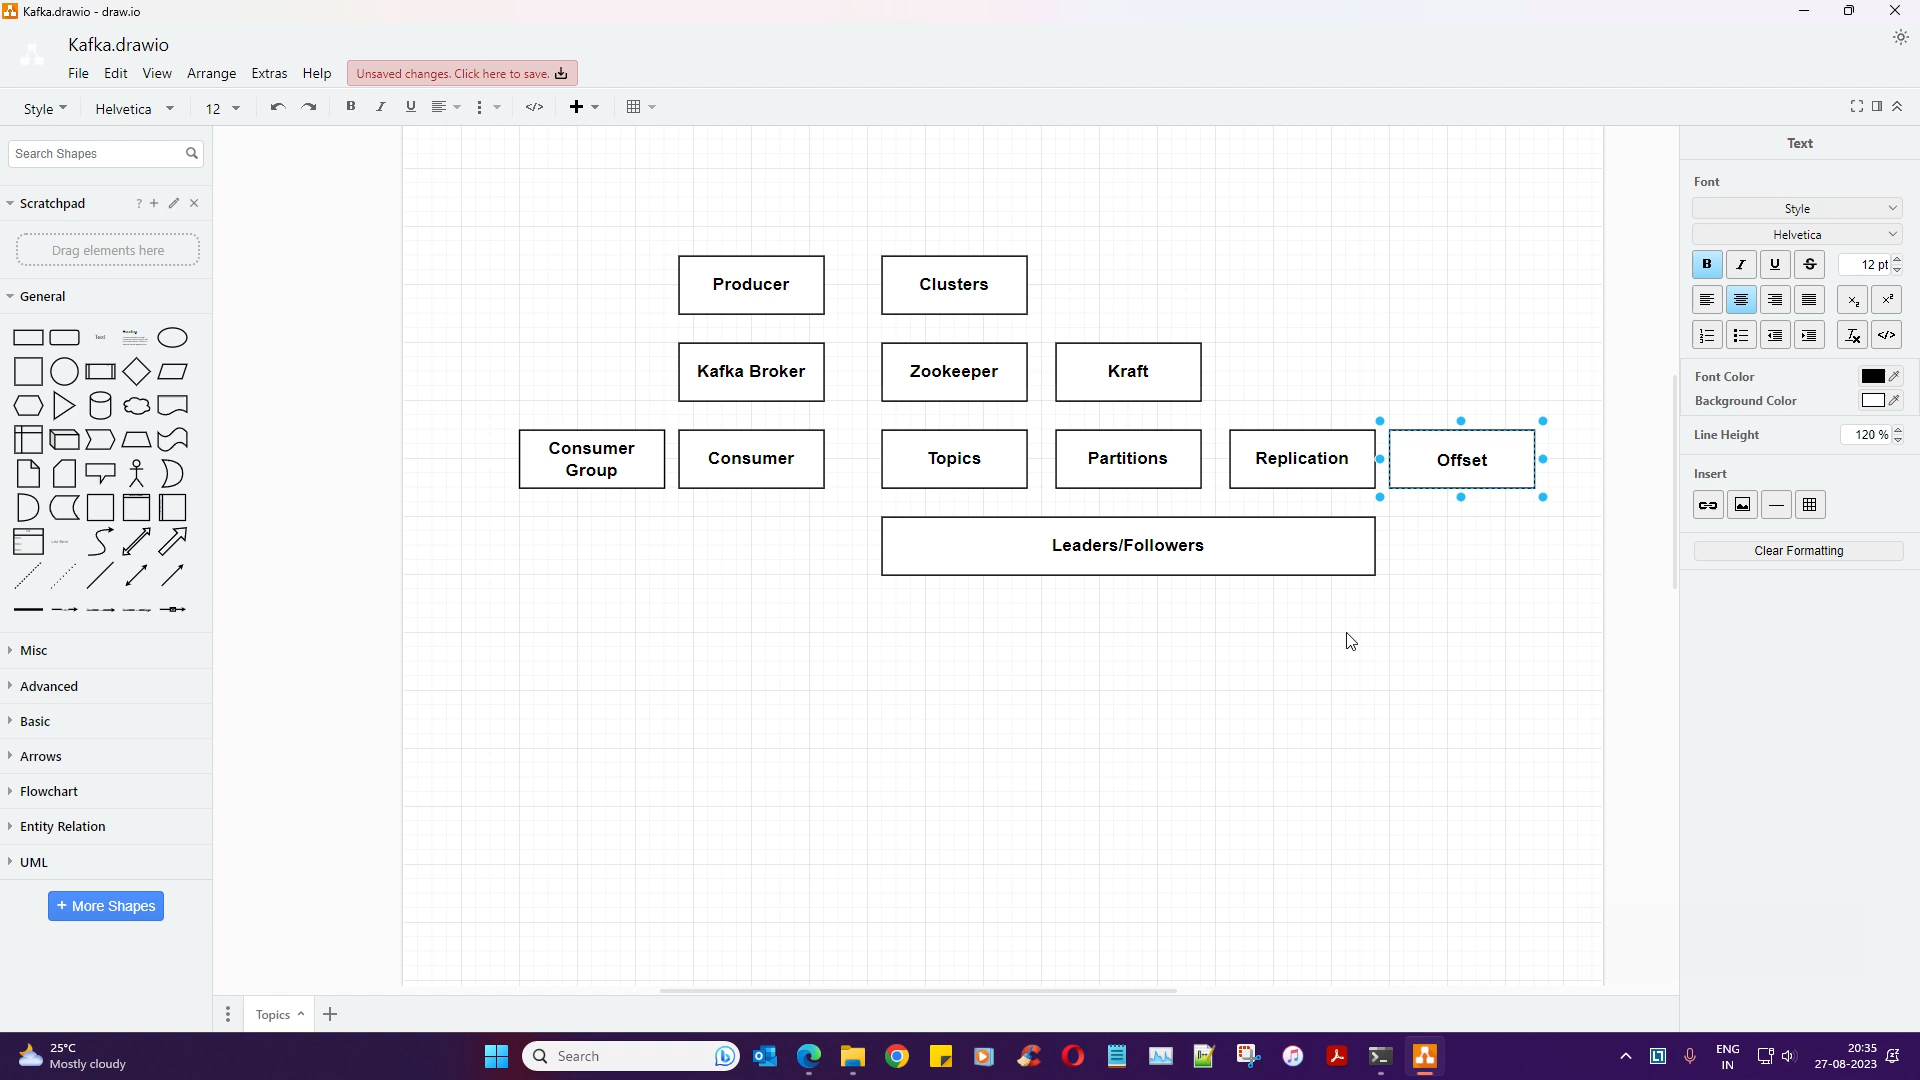 Kafka.drawio - draw.io
Kafka.drawio
File Edit View Arrange Extras Help Unsaved changes. Click here to save.
Style Helvetica 12 B I U </>
Search Shapes
Scratchpad ? + 
Drag elements here
General
Text
Heading
Misc
Advanced
Basic
Arrows
Flowchart
Entity Relation
UML
+ More Shapes
Producer Clusters
Kafka Broker Zookeeper Kraft
Consumer
Group
Consumer Topics Partitions Replication Offset
Leaders/Followers
Text
Font
Style
Helvetica
B I U S 12 pt
Font Color
Background Color
Line Height 120 %
Insert
Clear Formatting
Topics
25°C
Mostly cloudy
Search
ENG
IN
20:35
27-08-2023